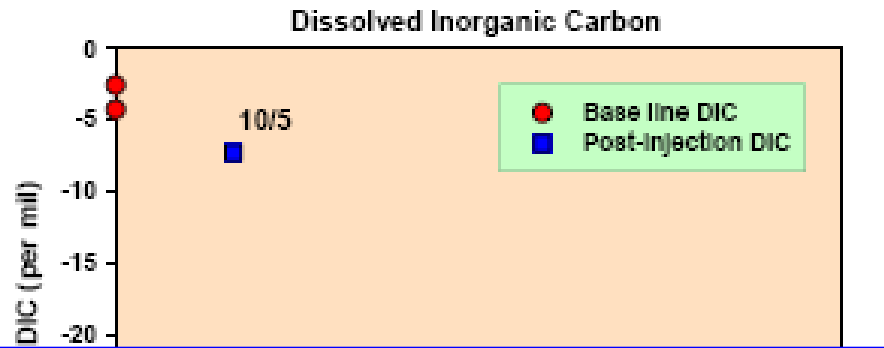 Dissolved Inorganic Carbon
0
-5
-10
-15
-20
DIC (per mil)
10/5
Base line DIC
Post-Injection DIC